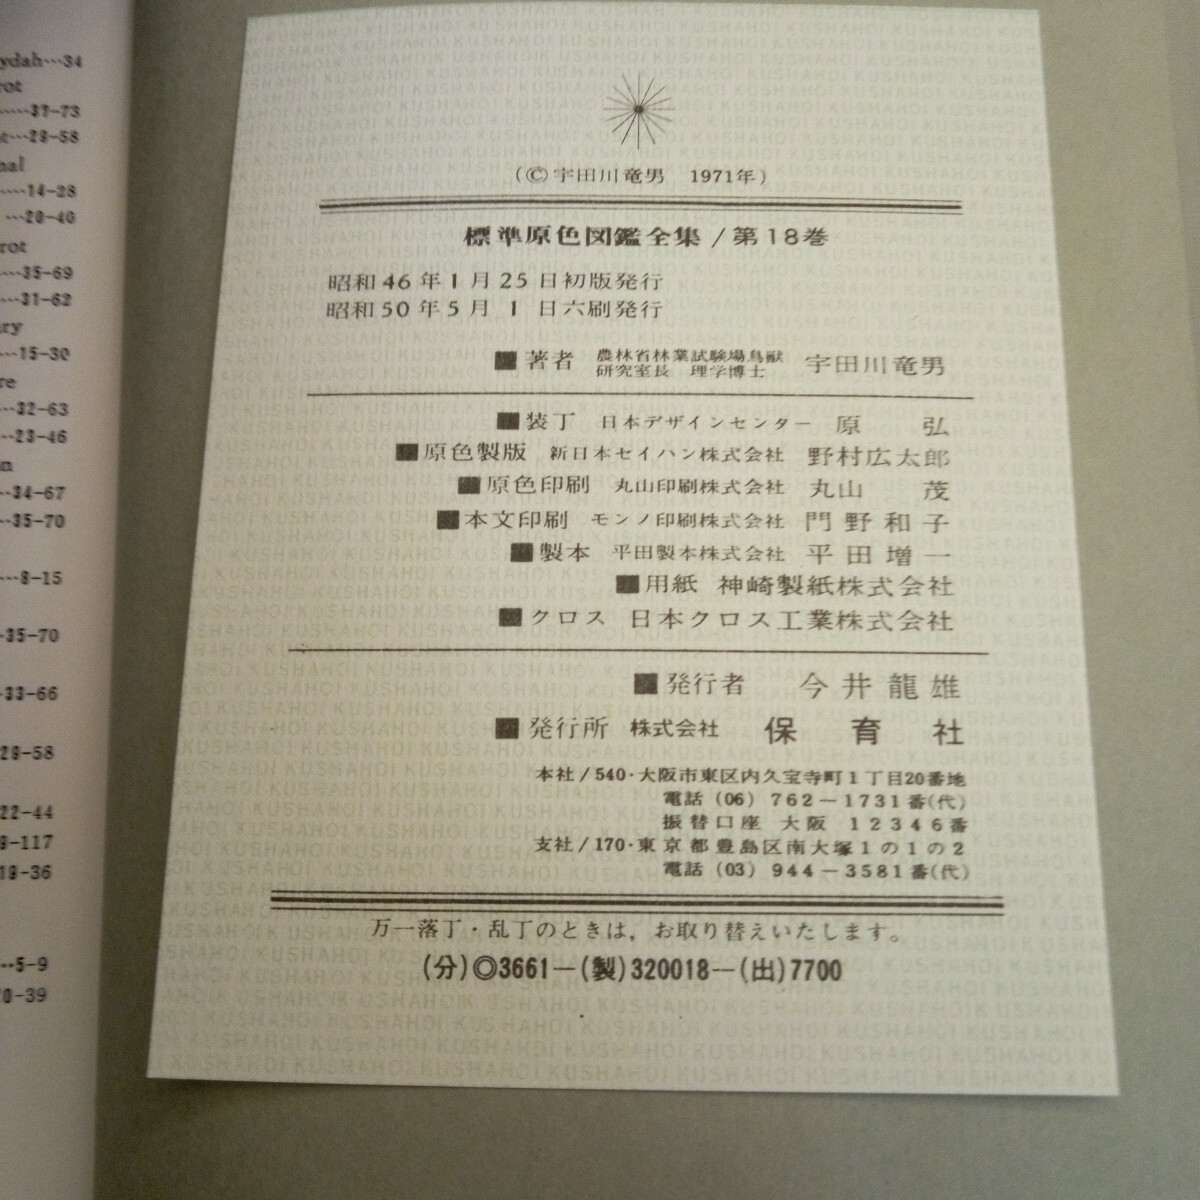 ydah…34
rot
……37-73
t…29-58
nal
……14-28
…20-40
rot
……35-69
……31-62
ry
…15-30
re
…32-63
…23-46
n
…34-67
…35-70
…8-15
-35-70
-33-66
29-58
22-44
9-117
19-36
…5-9
20-39
(©宇田川竜男 1971年)
標準原色図鑑全集/第18巻
昭和46年1月25日初版発行
昭和50年5月 1 日六刷発行
■著者 農林省林業試験場鳥獣
研究室長 理学博士 宇田川竜男
■装丁 日本デザインセンター 原 弘
■原色製版 新日本セイハン株式会社 野村広太郎
■原色印刷 丸山印刷株式会社 丸山 茂
■本文印刷 モンノ印刷株式会社 門野和子
■製本 平田製本株式会社 平田増一
■用紙 神崎製紙株式会社
■クロス 日本クロス工業株式会社
■発行者 今井龍雄
■発行所 株式会社 保育社
本社/540・大阪市東区内久宝寺町1丁目20番地
電話(06)762-1731番(代)
振替口座 大阪 12346番
支社/170・東京都豊島区南大塚1の1の2
電話(03)944-3581番(代)
万一落丁・乱丁のときは,お取り替えいたします。
(分)◎3661-(製)320018-(出)7700